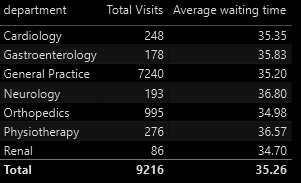 department Total Visits Average waiting time
Cardiology 248 35.35
Gastroenterology 178 35.83
General Practice 7240 35.20
Neurology 193 36.80
Orthopedics 995 34.98
Physiotherapy 276 36.57
Renal 86 34.70
Total 9216 35.26